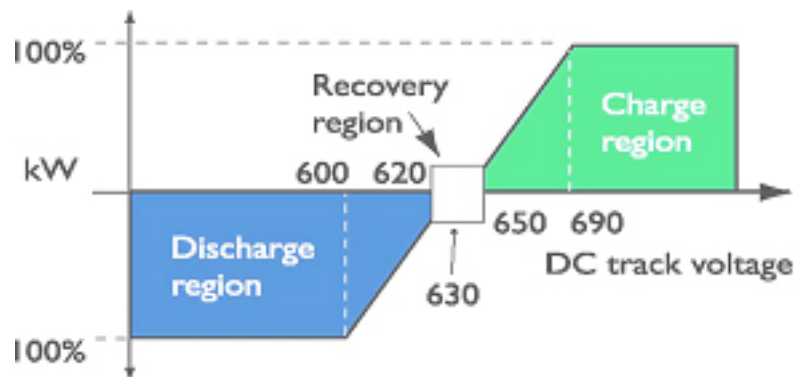 100%
Recovery
region
Charge
region
kW
600
620
650
690
Discharge
region
DC track voltage
630
100%